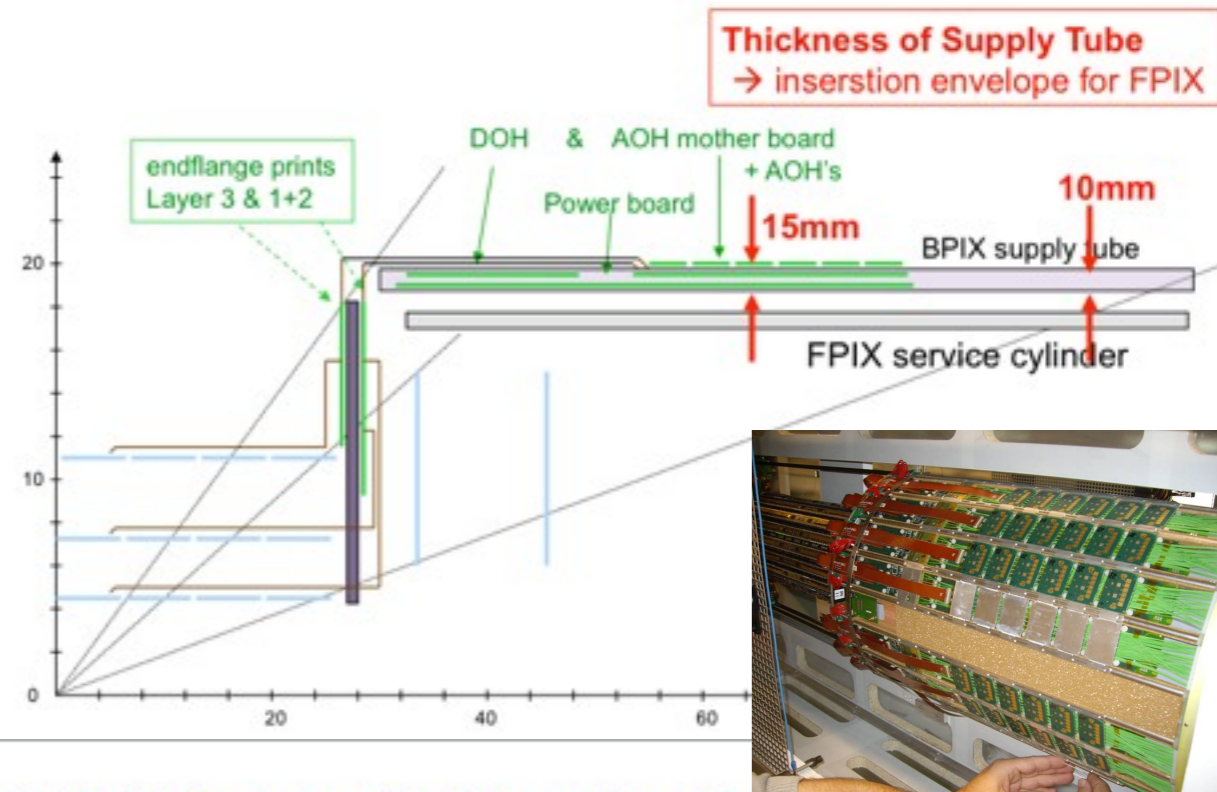 Thickness of Supply Tube
→ inserstion envelope for FPIX
DOH & AOH mother board
+ AOH's
endflange prints
Layer 3 & 1+2
Power board
15mm
10mm
BPIX supply tube
FPIX service cylinder
20
10
0
20
40
60